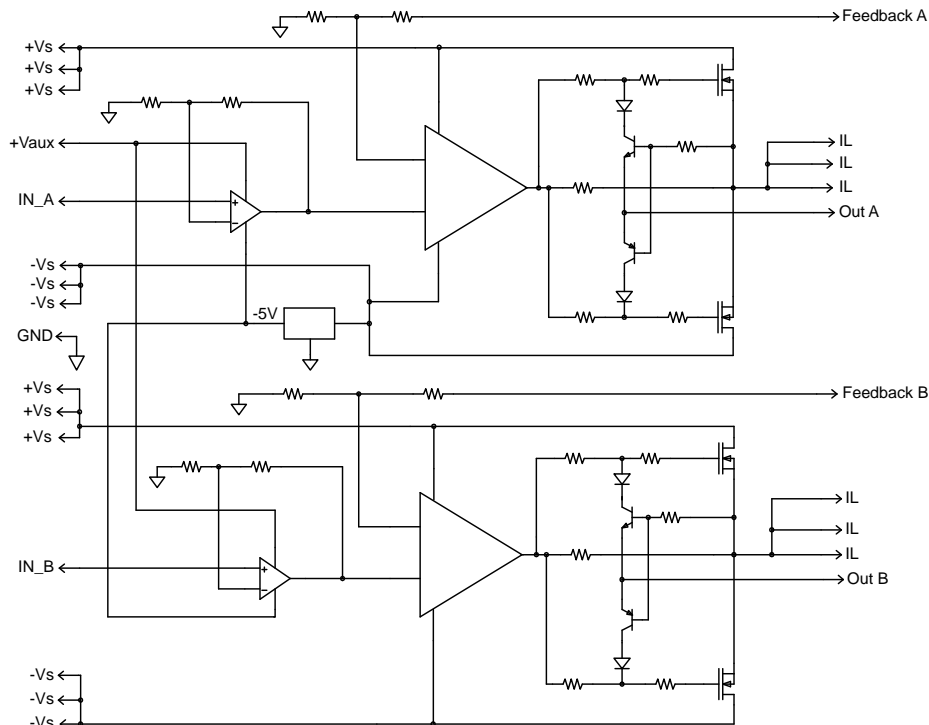 Feedback A
+Vs
+Vs
+Vs
+Vaux
IL
IL
IN_A
IL
Out A
-Vs
-Vs
-Vs
-5V
GND
+Vs
Feedback B
+Vs
+Vs
IL
IL
IL
IN_B
Out B
-Vs
-Vs
-Vs